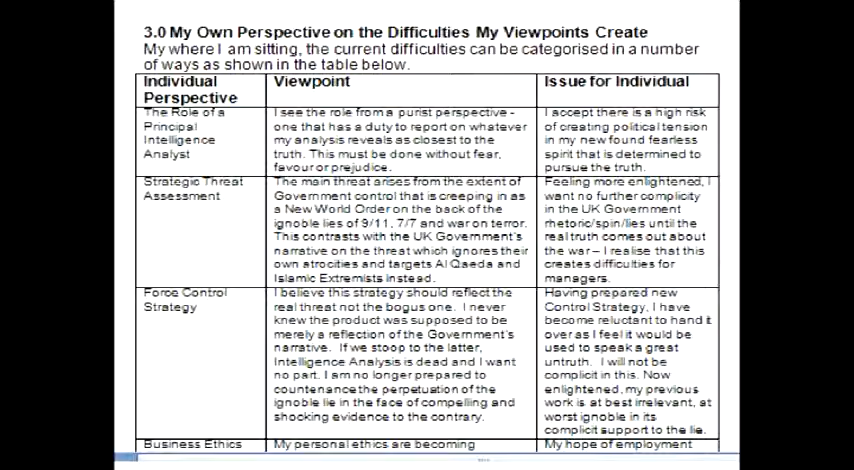 3.0 My Own Perspective on the Difficulties My Viewpoints Create
My where I am sitting, the current difficulties can be categorised in a number
of ways as shown in the table below.
Individual
Perspective
Viewpoint
Issue for Individual
The Role of a
Principal
Intelligence
Analyst
I see the role from a purist perspective -
one that has a duty to report on whatever
my analysis reveals as closest to the
truth. This must be done without fear,
favour or prejudice.
I accept there is a high risk
of creating political tension
in my new found fearless
spirit that is determined to
pursue the truth.
Strategic Threat
Assessment
The main threat arises from the extent of
Government control that is creeping in as
a New World Order on the back of the
ignoble lies of 9/11, 7/7 and war on terror.
This contrasts with the UK Government's
narrative on the threat which ignores their
own atrocities and targets Al Qaeda and
Islamic Extremists instead.
Feeling more enlightened, I
want no further complicity
in the UK Government
rhetoric/spin/lies until the
real truth comes out about
the war – I realise that this
creates difficulties for
managers.
Force Control
Strategy
I believe this strategy should reflect the
real threat not the bogus one. I never
knew the product was supposed to be
merely a reflection of the Government's
narrative. If we stoop to the latter,
Intelligence Analysis is dead and I want
no part. I am no longer prepared to
countenance the perpetuation of the
ignoble lie in the face of compelling and
shocking evidence to the contrary.
Having prepared new
Control Strategy, I have
become reluctant to hand it
over as I feel it would be
used to speak a great
untruth. I will not be
complicit in this. Now
enlightened, my previous
work is at best irrelevant, at
worst ignoble in its
complicit support to the lie.
Business Ethics
My personal ethics are becoming
My hope of employment